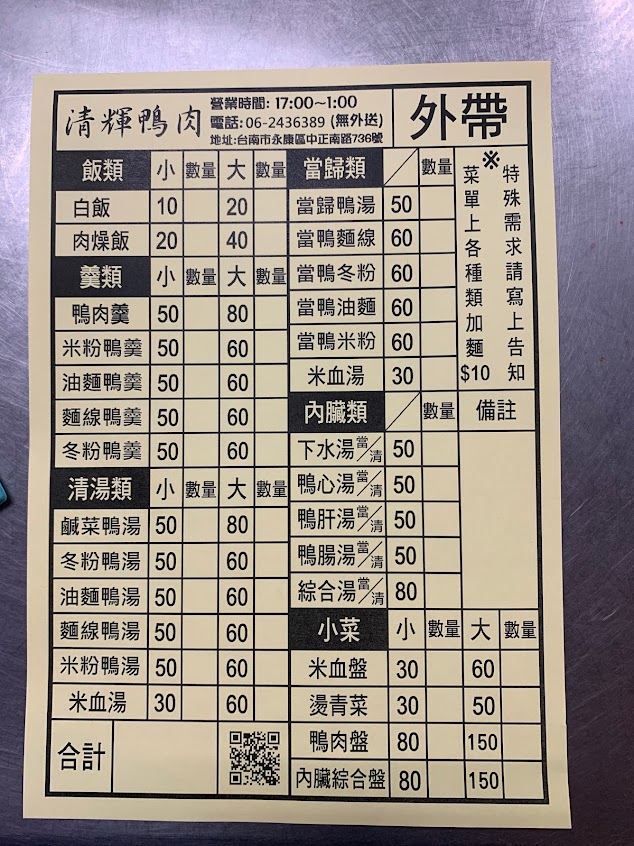 清輝鴨肉
營業時間: 17:00~1:00
電話: 06-2436389 (無外送)
地址:台南市永康區中正南路736號
外帶
飯類 小 數量 大 數量
白飯 10 20
肉燥飯 20 40
羹類 小 數量 大 數量
鴨肉羹 50 80
米粉鴨羹 50 60
油麵鴨羹 50 60
麵線鴨羹 50 60
冬粉鴨羹 50 60
清湯類 小 數量 大 數量
鹹菜鴨湯 50 80
冬粉鴨湯 50 60
油麵鴨湯 50 60
麵線鴨湯 50 60
米粉鴨湯 50 60
米血湯 30 60
合計
當歸類 數量
當歸鴨湯 50
當鴨麵線 60
當鴨冬粉 60
當鴨油麵 60
當鴨米粉 60
米血湯 30
內臟類 數量
下水湯當/清 50
鴨心湯當/清 50
鴨肝湯當/清 50
鴨腸湯當/清 50
綜合湯當/清 80
※特殊需求請寫上告知
菜單上各種類加麵$10
備註
小菜 小 數量 大 數量
米血盤 30 60
燙青菜 30 50
鴨肉盤 80 150
內臟綜合盤 80 150